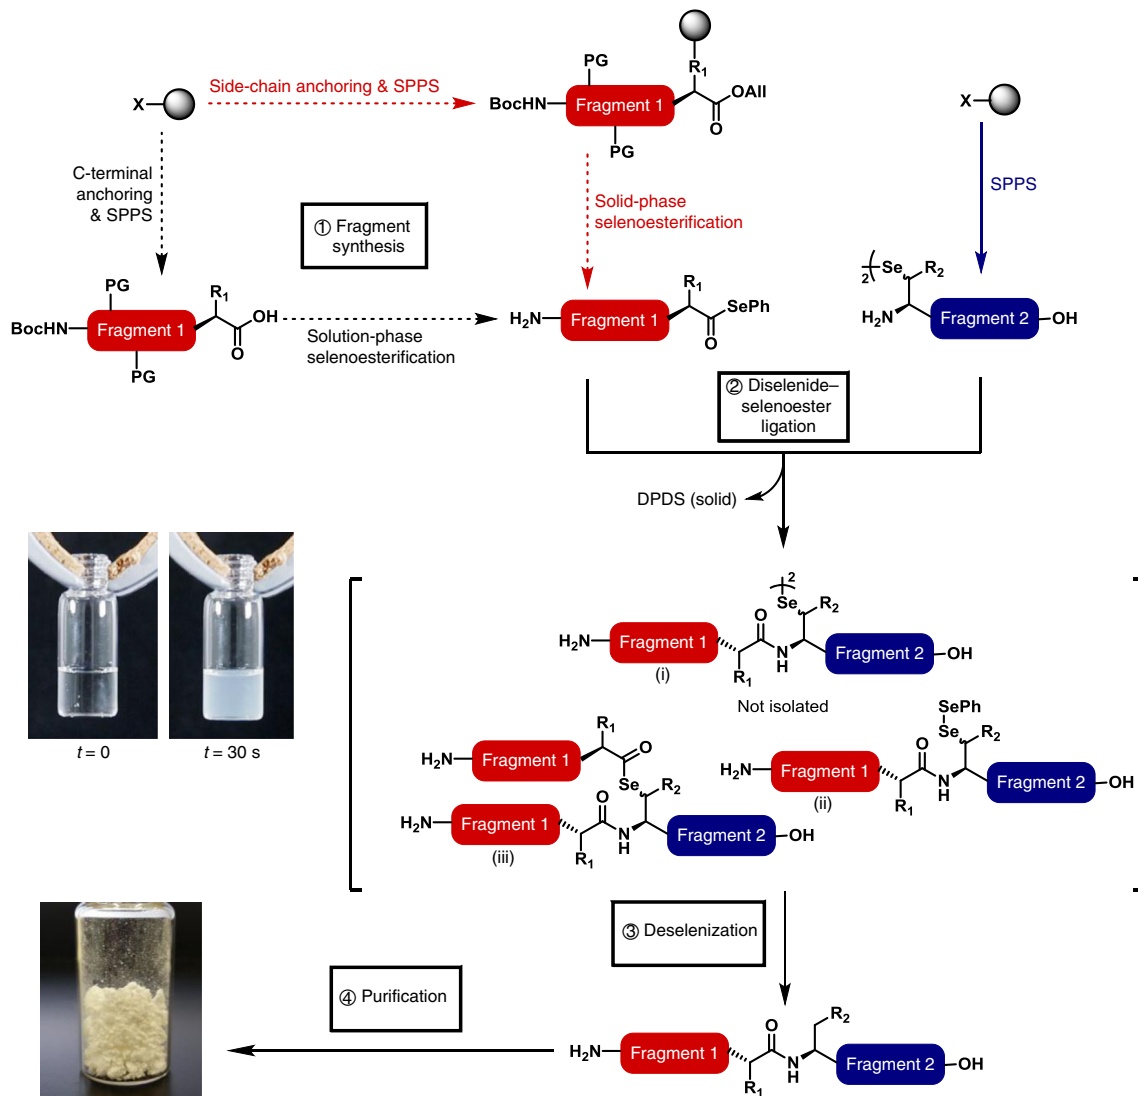 PG
R1
Side-chain anchoring & SPPS
BocHN
Fragment 1
OAll
O
PG
X
X
C-terminal
anchoring
& SPPS
SPPS
Solid-phase
selenoesterification
① Fragment
synthesis
2
Se
R2
H2N
Fragment 2
OH
PG
R1
BocHN
Fragment 1
OH
O
PG
Solution-phase
selenoesterification
H2N
Fragment 1
R1
SePh
O
② Diselenide–
selenoester
ligation
DPDS (solid)
2
Se
R2
O
H2N
Fragment 1
N
H
R1
Fragment 2
OH
(i)
Not isolated
t = 0
t = 30 s
R1
O
H2N
Fragment 1
Se
R2
O
H2N
Fragment 1
N
H
R1
Fragment 2
OH
(iii)
SePh
Se
R2
O
H2N
Fragment 1
N
H
R1
Fragment 2
OH
(ii)
③ Deselenization
④ Purification
R2
O
H2N
Fragment 1
N
H
R1
Fragment 2
OH